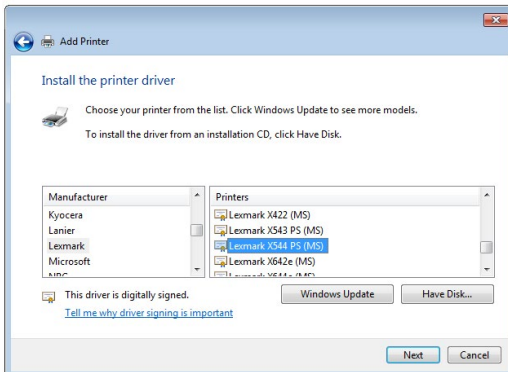 Add Printer
Install the printer driver
Choose your printer from the list. Click Windows Update to see more models.
To install the driver from an installation CD, click Have Disk.
Manufacturer
Kyocera
Lanier
Lexmark
Microsoft
Printers
Lexmark X422 (MS)
Lexmark X543 PS (MS)
Lexmark X544 PS (MS)
Lexmark X642e (MS)
This driver is digitally signed.
Tell me why driver signing is important
Windows Update
Have Disk...
Next
Cancel